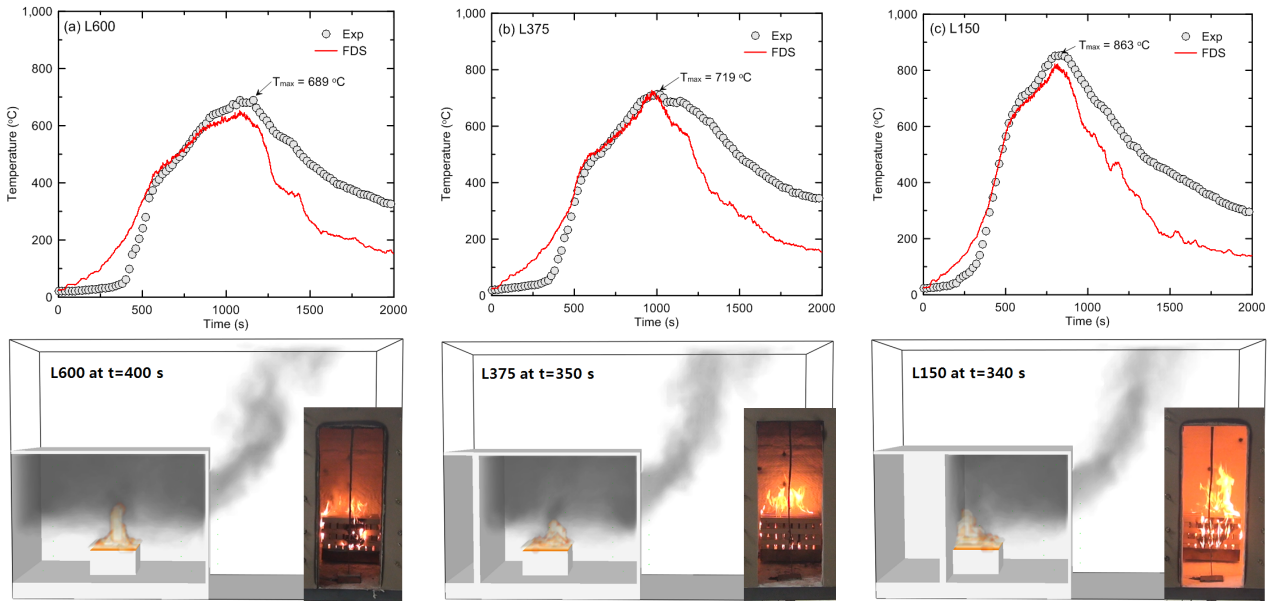 (a) L600
Exp
FDS
Tmax = 689 °C
1,000
800
600
400
200
0
Temperature (°C)
0
500
1000
1500
2000
Time (s)
(b) L375
Exp
FDS
Tmax = 719 °C
1,000
800
600
400
200
0
Temperature (°C)
0
500
1000
1500
2000
Time (s)
(c) L150
Exp
FDS
Tmax = 863 °C
1,000
800
600
400
200
0
Temperature (°C)
0
500
1000
1500
2000
Time (s)
L600 at t=400 s
L375 at t=350 s
L150 at t=340 s